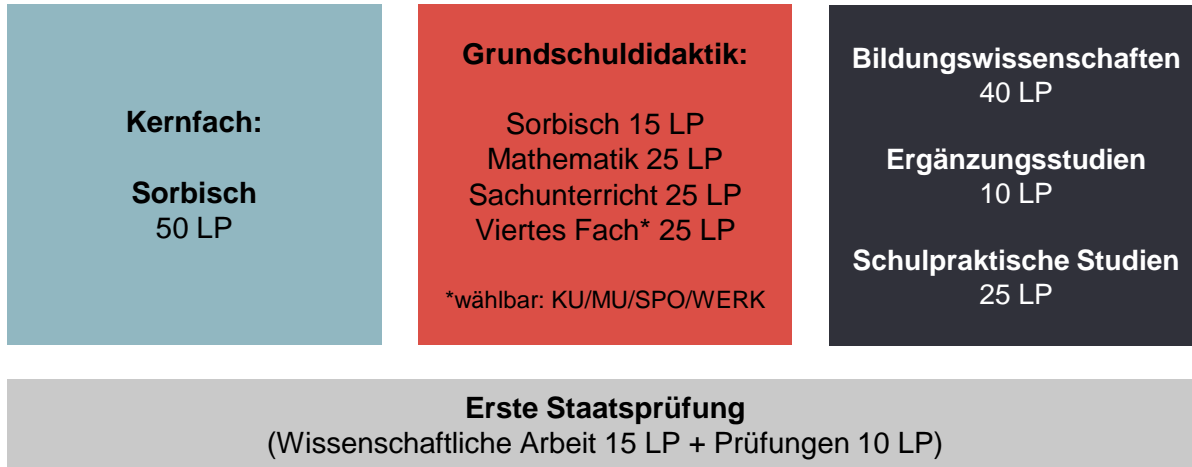 Kernfach:
Sorbisch
50 LP
Grundschuldidaktik:
Sorbisch 15 LP
Mathematik 25 LP
Sachunterricht 25 LP
Viertes Fach* 25 LP
*wählbar: KU/MU/SPO/WERK
Bildungswissenschaften
40 LP
Ergänzungsstudien
10 LP
Schulpraktische Studien
25 LP
Erste Staatsprüfung
(Wissenschaftliche Arbeit 15 LP + Prüfungen 10 LP)